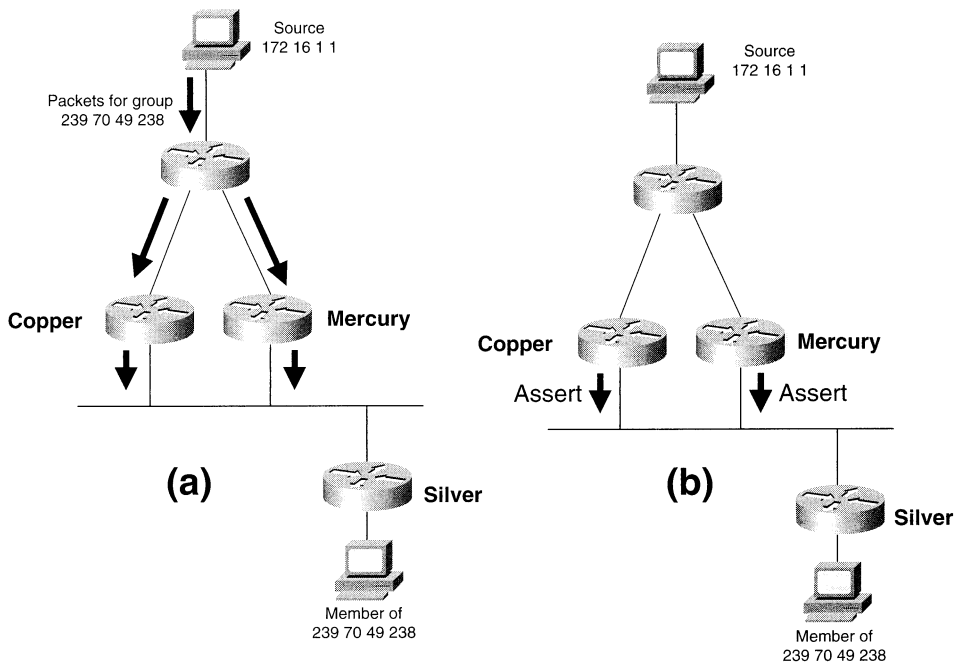 Source
172 16 1 1
Packets for group
239 70 49 238
Copper
Mercury
(a)
Silver
Member of
239 70 49 238
Source
172 16 1 1
Copper
Mercury
Assert
Assert
(b)
Silver
Member of
239 70 49 238